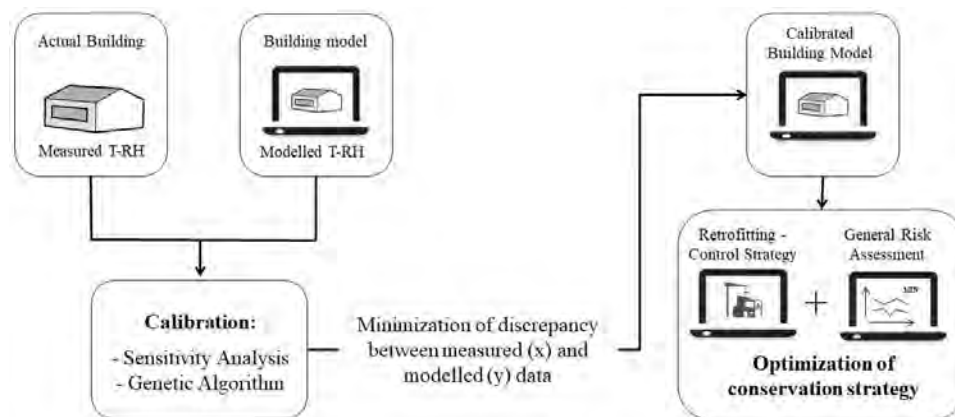 Actual Building
Measured T-RH
Building model
Modelled T-RH
Calibration:
- Sensitivity Analysis
- Genetic Algorithm
Minimization of discrepancy
between measured (x) and
modelled (y) data
Calibrated
Building Model
Retrofitting -
Control Strategy
+
General Risk
Assessment
Optimization of
conservation strategy